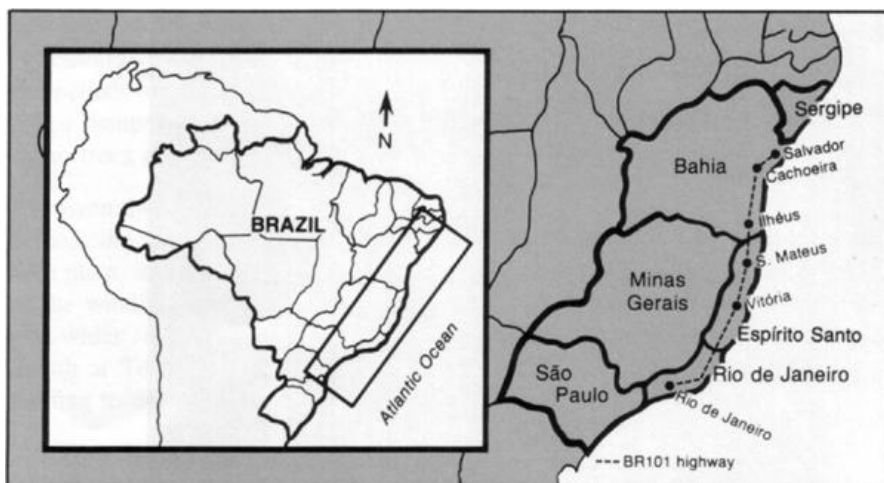 N
BRAZIL
Atlantic Ocean
Sergipe
Bahia
Salvador
Cachoeira
Ilhéus
S. Mateus
Minas
Gerais
Vitória
Espírito Santo
São
Paulo
Rio de Janeiro
Rio de Janeiro
BR101 highway